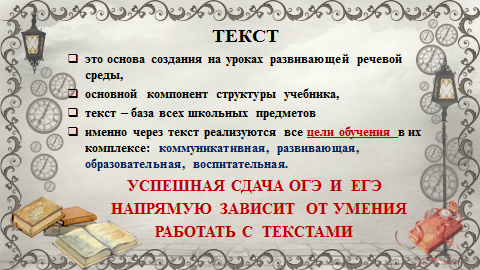 ТЕКСТ
это основа создания на уроках развивающей речевой
среды,
основной компонент структуры учебника,
текст – база всех школьных предметов
именно через текст реализуются все цели обучения в их
комплексе: коммуникативная, развивающая,
образовательная, воспитательная.
УСПЕШНАЯ СДАЧА ОГЭ И ЕГЭ
НАПРЯМУЮ ЗАВИСИТ ОТ УМЕНИЯ
РАБОТАТЬ С ТЕКСТАМИ